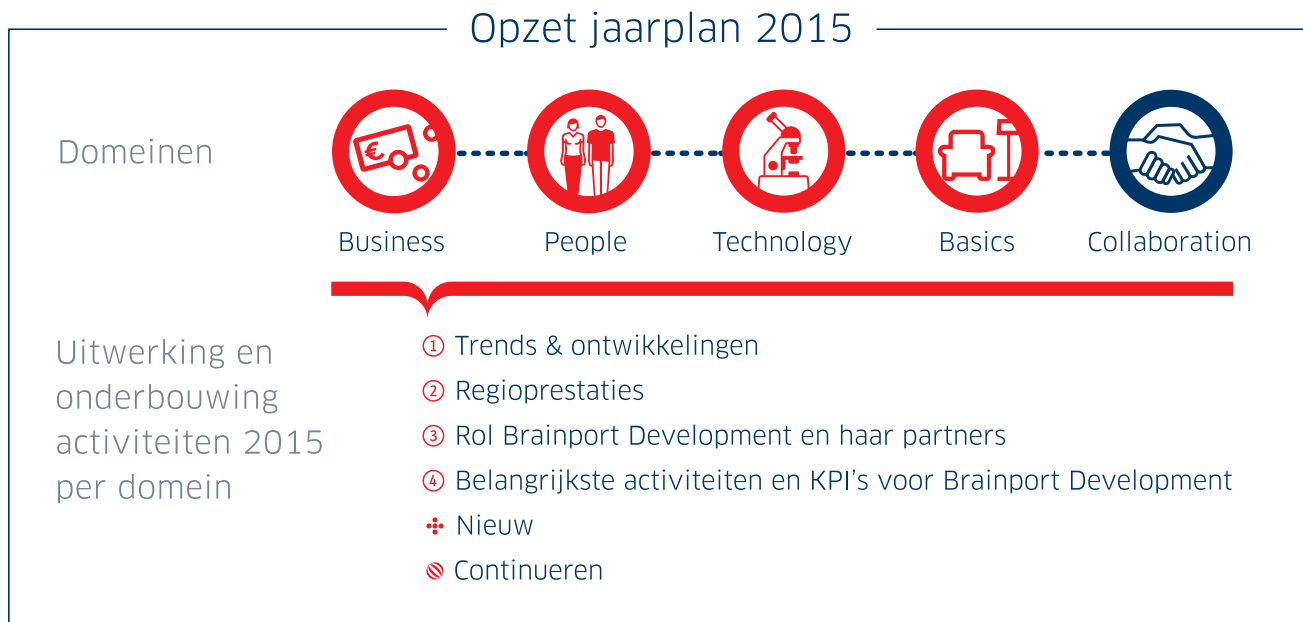 Opzet jaarplan 2015
Domeinen
€
Business
People
Technology
Basics
Collaboration
Uitwerking en
onderbouwing
activiteiten 2015
per domein
1 Trends & ontwikkelingen
2 Regioprestaties
3 Rol Brainport Development en haar partners
4 Belangrijkste activiteiten en KPI's voor Brainport Development
Nieuw
Continueren